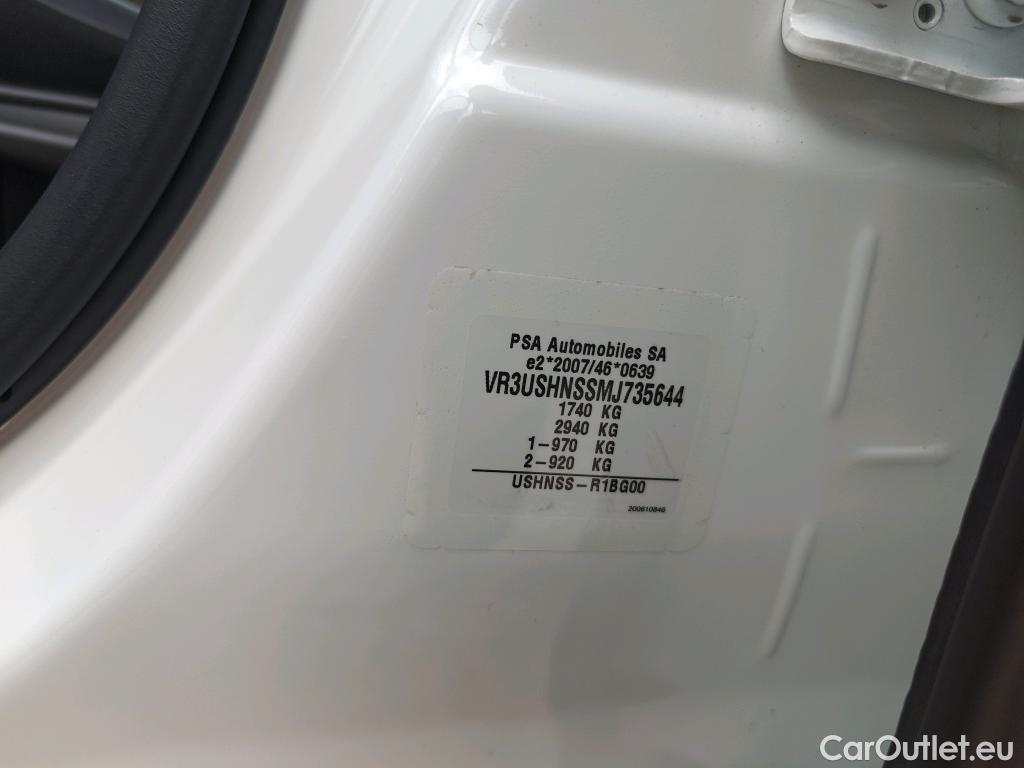 PSA Automobiles SA
e2*2007/46*0639
VR3USHNSSMJ735644
1740 KG
2940 KG
1-970 KG
2-920 KG
USHNSS-R1BG00
200610846
CarOutlet.eu